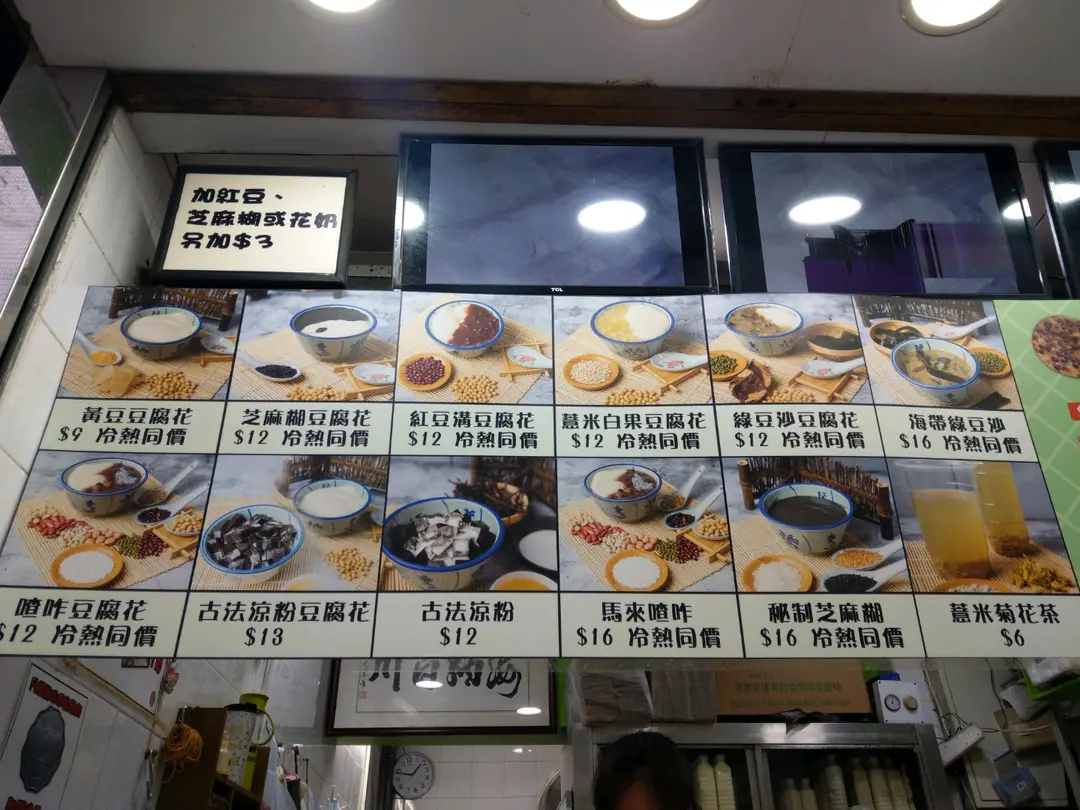 加紅豆、
芝麻糊或花奶
另加$3
TCL
黃豆豆腐花
$9 冷熱同價
芝麻糊豆腐花
$12 冷熱同價
紅豆溝豆腐花
$12 冷熱同價
薏米白果豆腐花
$12 冷熱同價
綠豆沙豆腐花
$12 冷熱同價
海帶綠豆沙
$16 冷熱同價
喳咋豆腐花
$12 冷熱同價
古法涼粉豆腐花
$13
古法涼粉
$12
馬來喳咋
$16 冷熱同價
秘制芝麻糊
$16 冷熱同價
薏米菊花茶
$6
海納百川